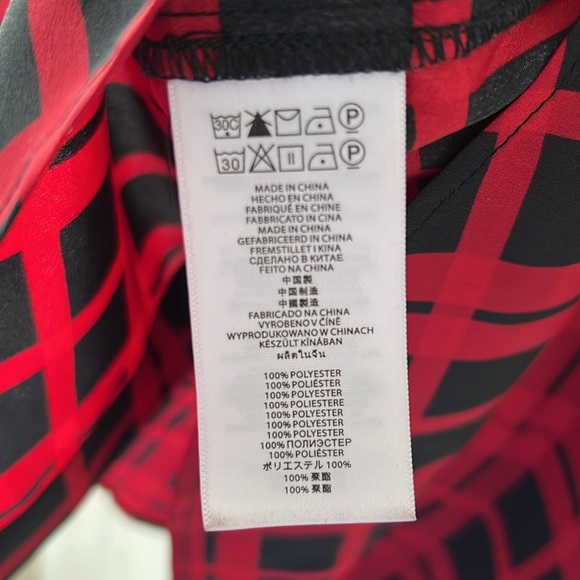 30C P
30 P
MADE IN CHINA
HECHO EN CHINA
FABRIQUÉ EN CHINE
FABBRICATO IN CINA
MADE IN CHINA
GEFABRICEERD IN CHINA
FREMSTILLET I KINA
СДЕЛАНО В КИТАЕ
FEITO NA CHINA
中国製
中国制造
中國製造
FABRICADO NA CHINA
VYROBENO V ČÍNĚ
WYPRODUKOWANO W CHINACH
KÉSZÜLT KÍNÁBAN
ผลิตในจีน
100% POLYESTER
100% POLIÉSTER
100% POLYESTER
100% POLIESTERE
100% POLYESTER
100% POLYESTER
100% POLYESTER
100% ПОЛИЭСТЕР
100% POLIÉSTER
ポリエステル 100%
100% 聚酯
100% 聚酯